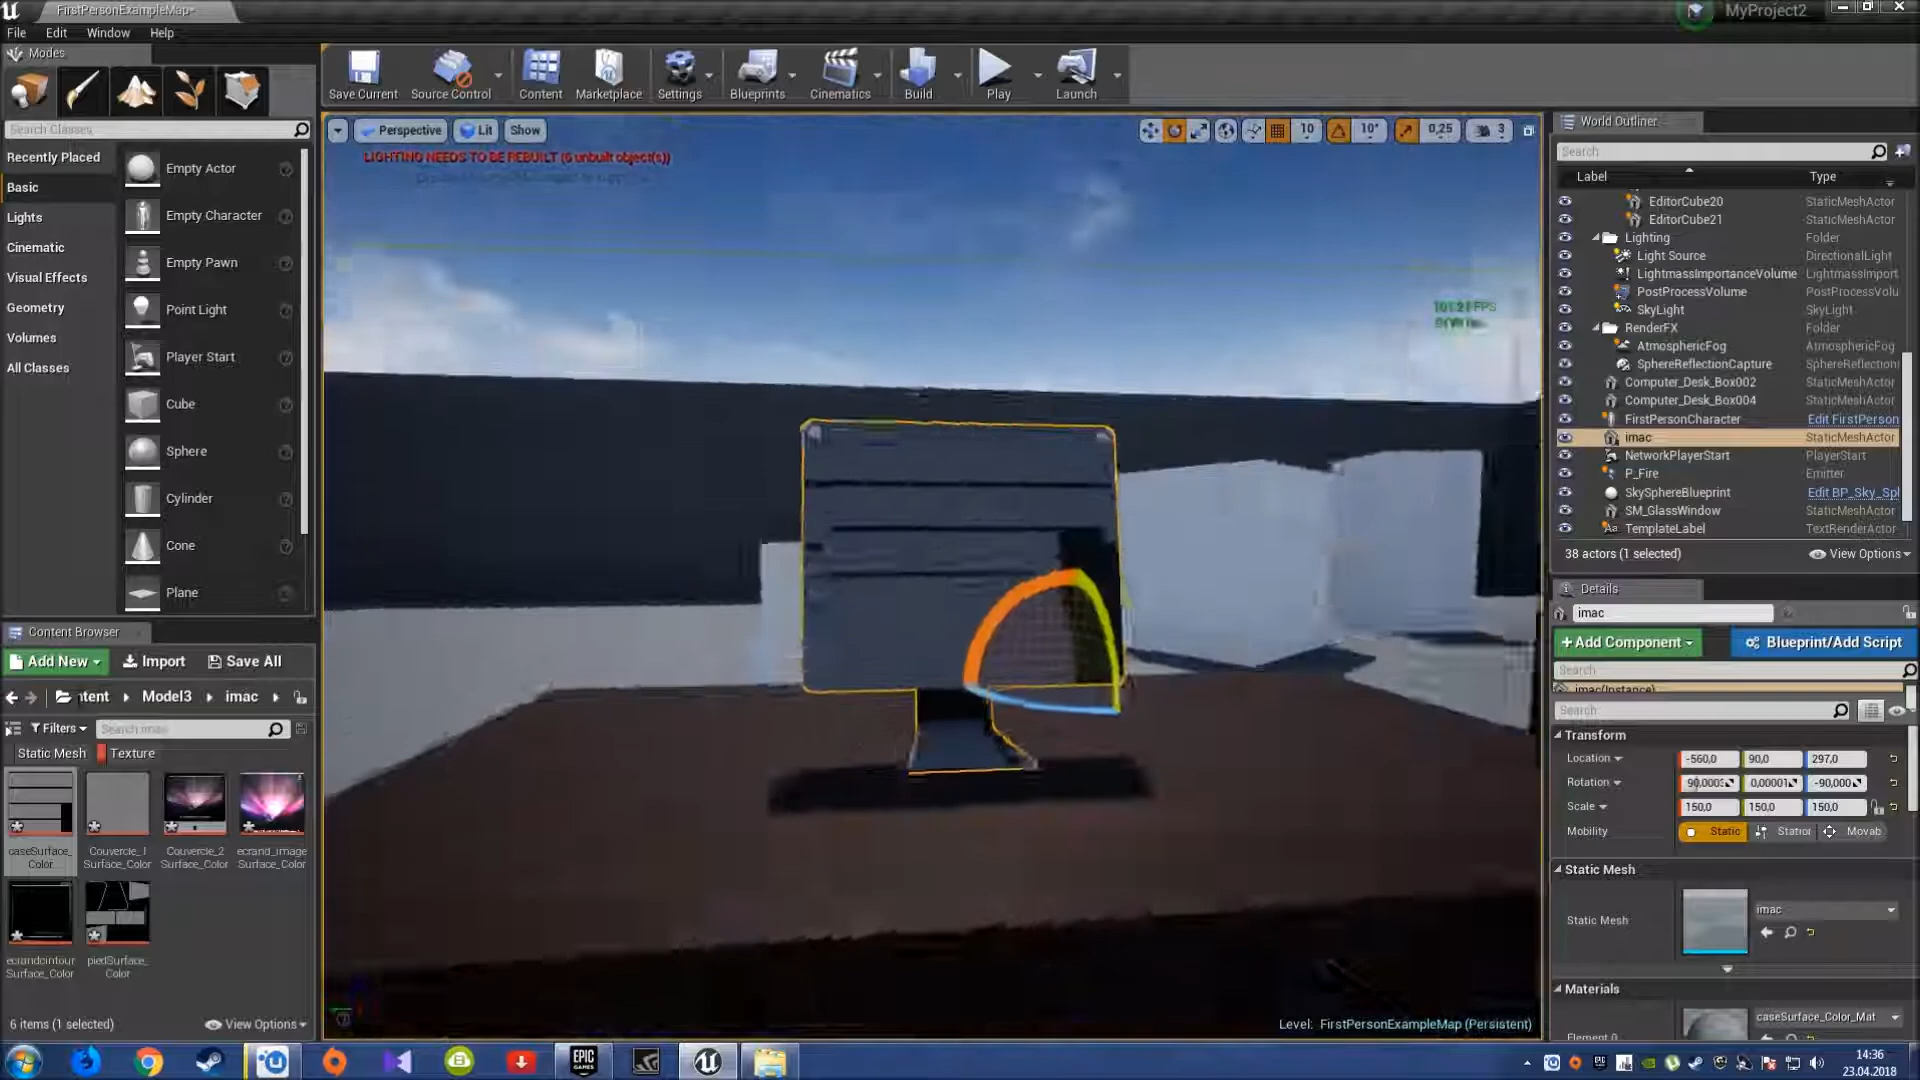 FirstPersonExampleMap*
MyProject2
File Edit Window Help
Modes
Save Current
Source Control
Content
Marketplace
Settings
Blueprints
Cinematics
Build
Play
Launch
Search Classes
Recently Placed
Basic
Lights
Cinematic
Visual Effects
Geometry
Volumes
All Classes
Empty Actor
Empty Character
Empty Pawn
Point Light
Player Start
Cube
Sphere
Cylinder
Cone
Plane
Perspective
Lit
Show
10
10°
0,25
3
LIGHTING NEEDS TO BE REBUILT (6 unbuilt object(s))
101.21 FPS
Level: FirstPersonExampleMap (Persistent)
World Outliner
Search
Label Type
EditorCube20 StaticMeshActor
EditorCube21 StaticMeshActor
Lighting Folder
Light Source DirectionalLight
LightmassImportanceVolume LightmassImport
PostProcessVolume PostProcessVolu
SkyLight SkyLight
RenderFX Folder
AtmosphericFog AtmosphericFog
SphereReflectionCapture SphereReflection
Computer_Desk_Box002 StaticMeshActor
Computer_Desk_Box004 StaticMeshActor
FirstPersonCharacter Edit FirstPerson
imac StaticMeshActor
NetworkPlayerStart PlayerStart
P_Fire Emitter
SkySphereBlueprint Edit BP_Sky_Sp
SM_GlassWindow StaticMeshActor
TemplateLabel TextRenderActor
38 actors (1 selected)
View Options
Details
imac
+Add Component
Blueprint/Add Script
Search
imac(Instance)
Search
Transform
Location -560,0 90,0 297,0
Rotation 90,000 0,00001 -90,000
Scale 150,0 150,0 150,0
Mobility Static Station Movab
Static Mesh
Static Mesh
imac
Materials
caseSurface_Color_Mat
Element 0
Content Browser
Add New
Import
Save All
ntent Model3 imac
Filters
Search imac
Static Mesh
Texture
caseSurface_
Color
Couvercle_1
Surface_Color
Couvercle_2
Surface_Color
ecrand_image
Surface_Color
ecrandcintour
Surface_Color
piedSurface_
Color
6 items (1 selected)
View Options
EPIC
GAMES
14:36
23.04.2018